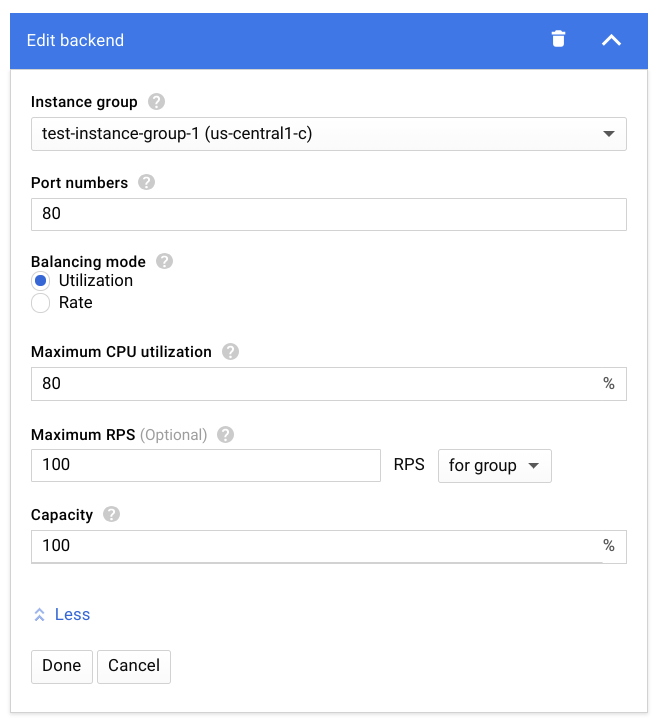 Edit backend
Instance group ?
test-instance-group-1 (us-central1-c)
Port numbers ?
80
Balancing mode ?
Utilization
Rate
Maximum CPU utilization ?
80 %
Maximum RPS (Optional) ?
100 RPS for group
Capacity ?
100 %
Less
Done Cancel